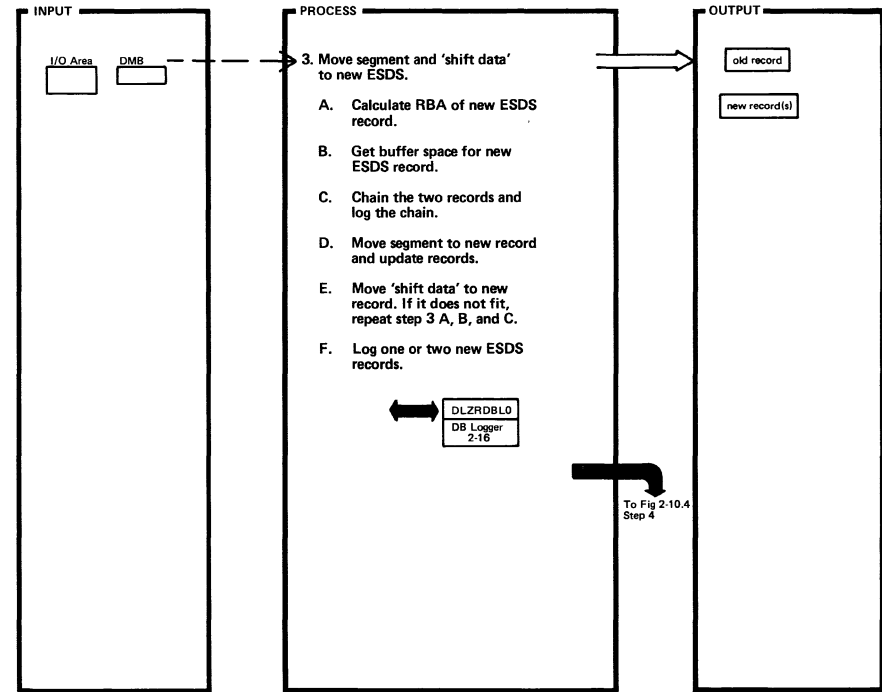 INPUT
I/O Area
DMB
PROCESS
3. Move segment and 'shift data'
to new ESDS.
A. Calculate RBA of new ESDS
record.
B. Get buffer space for new
ESDS record.
C. Chain the two records and
log the chain.
D. Move segment to new record
and update records.
E. Move 'shift data' to new
record. If it does not fit,
repeat step 3 A, B, and C.
F. Log one or two new ESDS
records.
DLZRDBL0
DB Logger
2-16
To Fig 2-10.4
Step 4
OUTPUT
old record
new record(s)